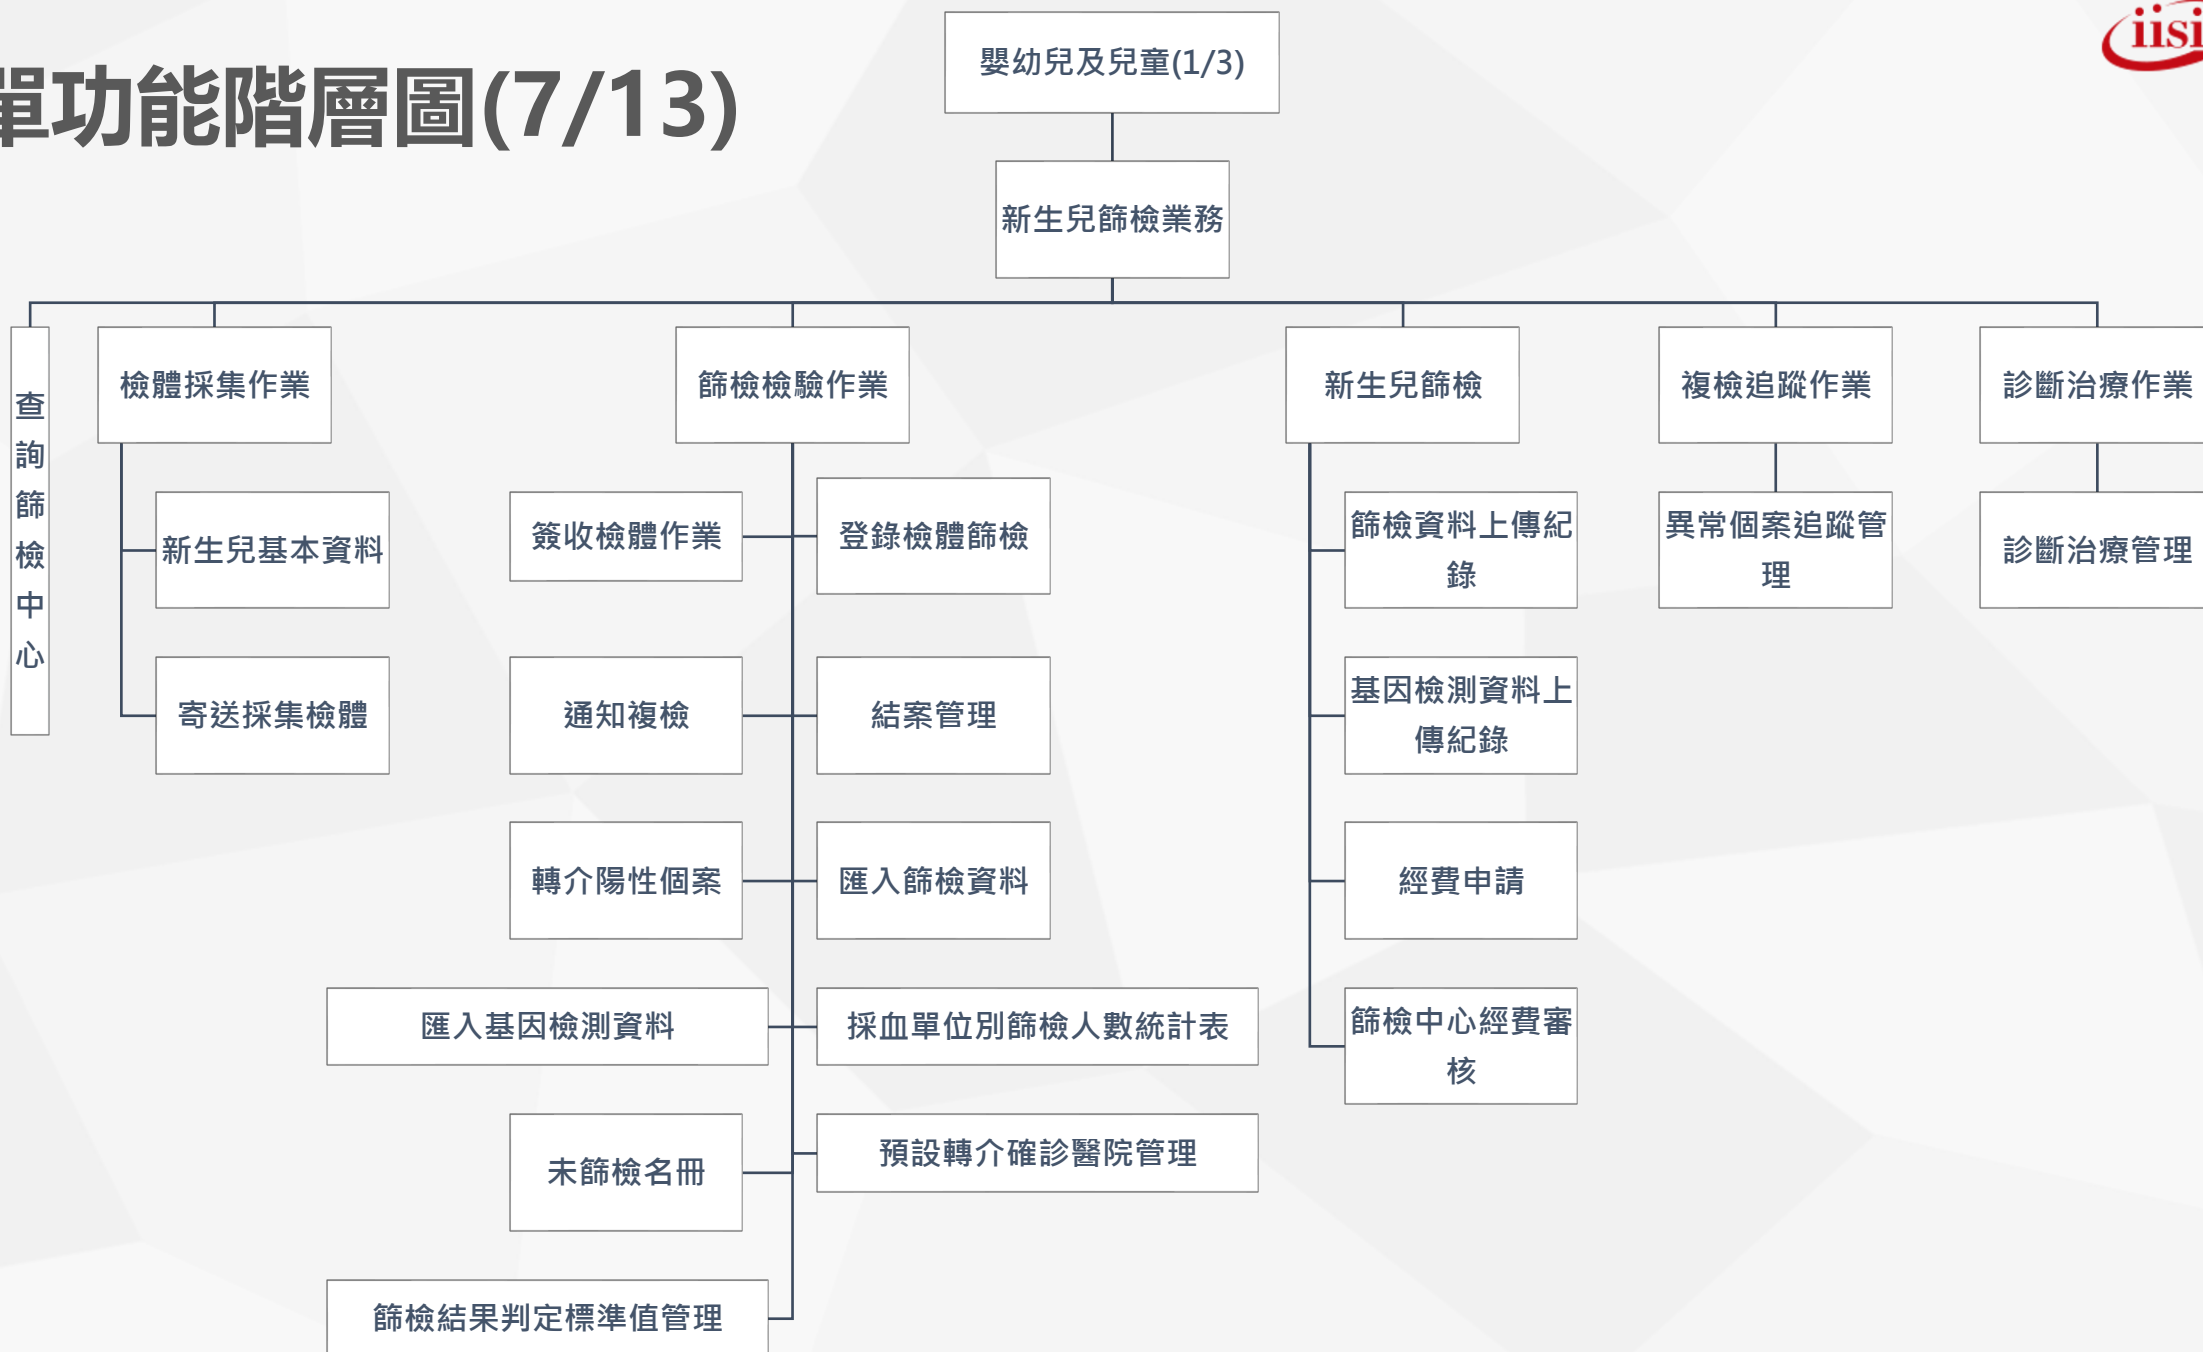 iisi
單功能階層圖(7/13)
嬰幼兒及兒童(1/3)
新生兒篩檢業務
查
詢
篩
檢
中
心
檢體採集作業
新生兒基本資料
寄送採集檢體
篩檢檢驗作業
簽收檢體作業
登錄檢體篩檢
通知複檢
結案管理
轉介陽性個案
匯入篩檢資料
匯入基因檢測資料
採血單位別篩檢人數統計表
未篩檢名冊
預設轉介確診醫院管理
篩檢結果判定標準值管理
新生兒篩檢
篩檢資料上傳紀
錄
基因檢測資料上
傳紀錄
經費申請
篩檢中心經費審
核
複檢追蹤作業
異常個案追蹤管
理
診斷治療作業
診斷治療管理